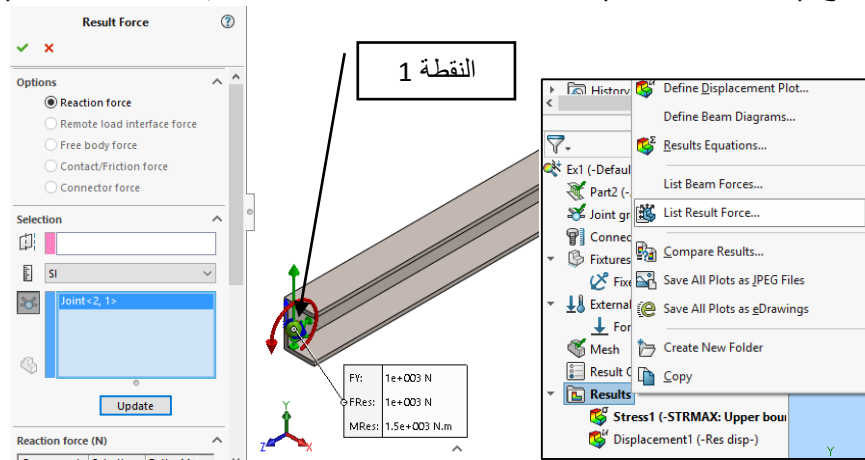 Result Force
Options
Reaction force
Remote load interface force
Free body force
Contact/Friction force
Connector force
Selection
SI
Joint<2, 1>
Update
Reaction force (N)
النقطة 1
FY: 1e+003 N
FRes: 1e+003 N
MRes: 1.5e+003 N.m
Y
Z
X
History
Ex1 (-Defaul
Part2 (-
Joint gr
Connec
Fixtures
Fixe
External
For
Mesh
Result O
Results
Stress1 (-STRMAX: Upper bou
Displacement1 (-Res disp-)
Define Displacement Plot...
Define Beam Diagrams...
Results Equations...
List Beam Forces...
List Result Force...
Compare Results...
Save All Plots as JPEG Files
Save All Plots as eDrawings
Create New Folder
Copy
Y